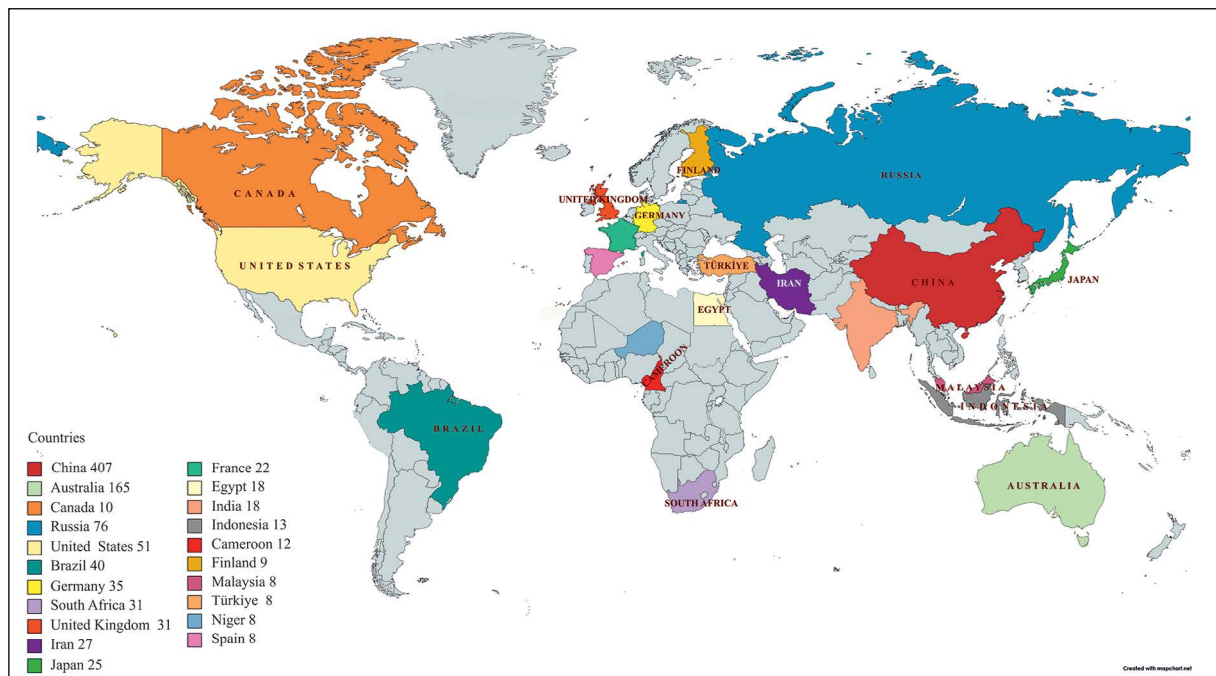 CANADA
UNITED STATES
BRAZIL
UNITED KINGDOM
FINLAND
GERMANY
RUSSIA
TÜRKİYE
IRAN
CHINA
JAPAN
EGYPT
CAMEROON
MALAYSIA
INDONESIA
SOUTH AFRICA
AUSTRALIA
Countries
China 407
Australia 165
Canada 10
Russia 76
United States 51
Brazil 40
Germany 35
South Africa 31
United Kingdom 31
Iran 27
Japan 25
France 22
Egypt 18
India 18
Indonesia 13
Cameroon 12
Finland 9
Malaysia 8
Türkiye 8
Niger 8
Spain 8
Created with mapchart.net